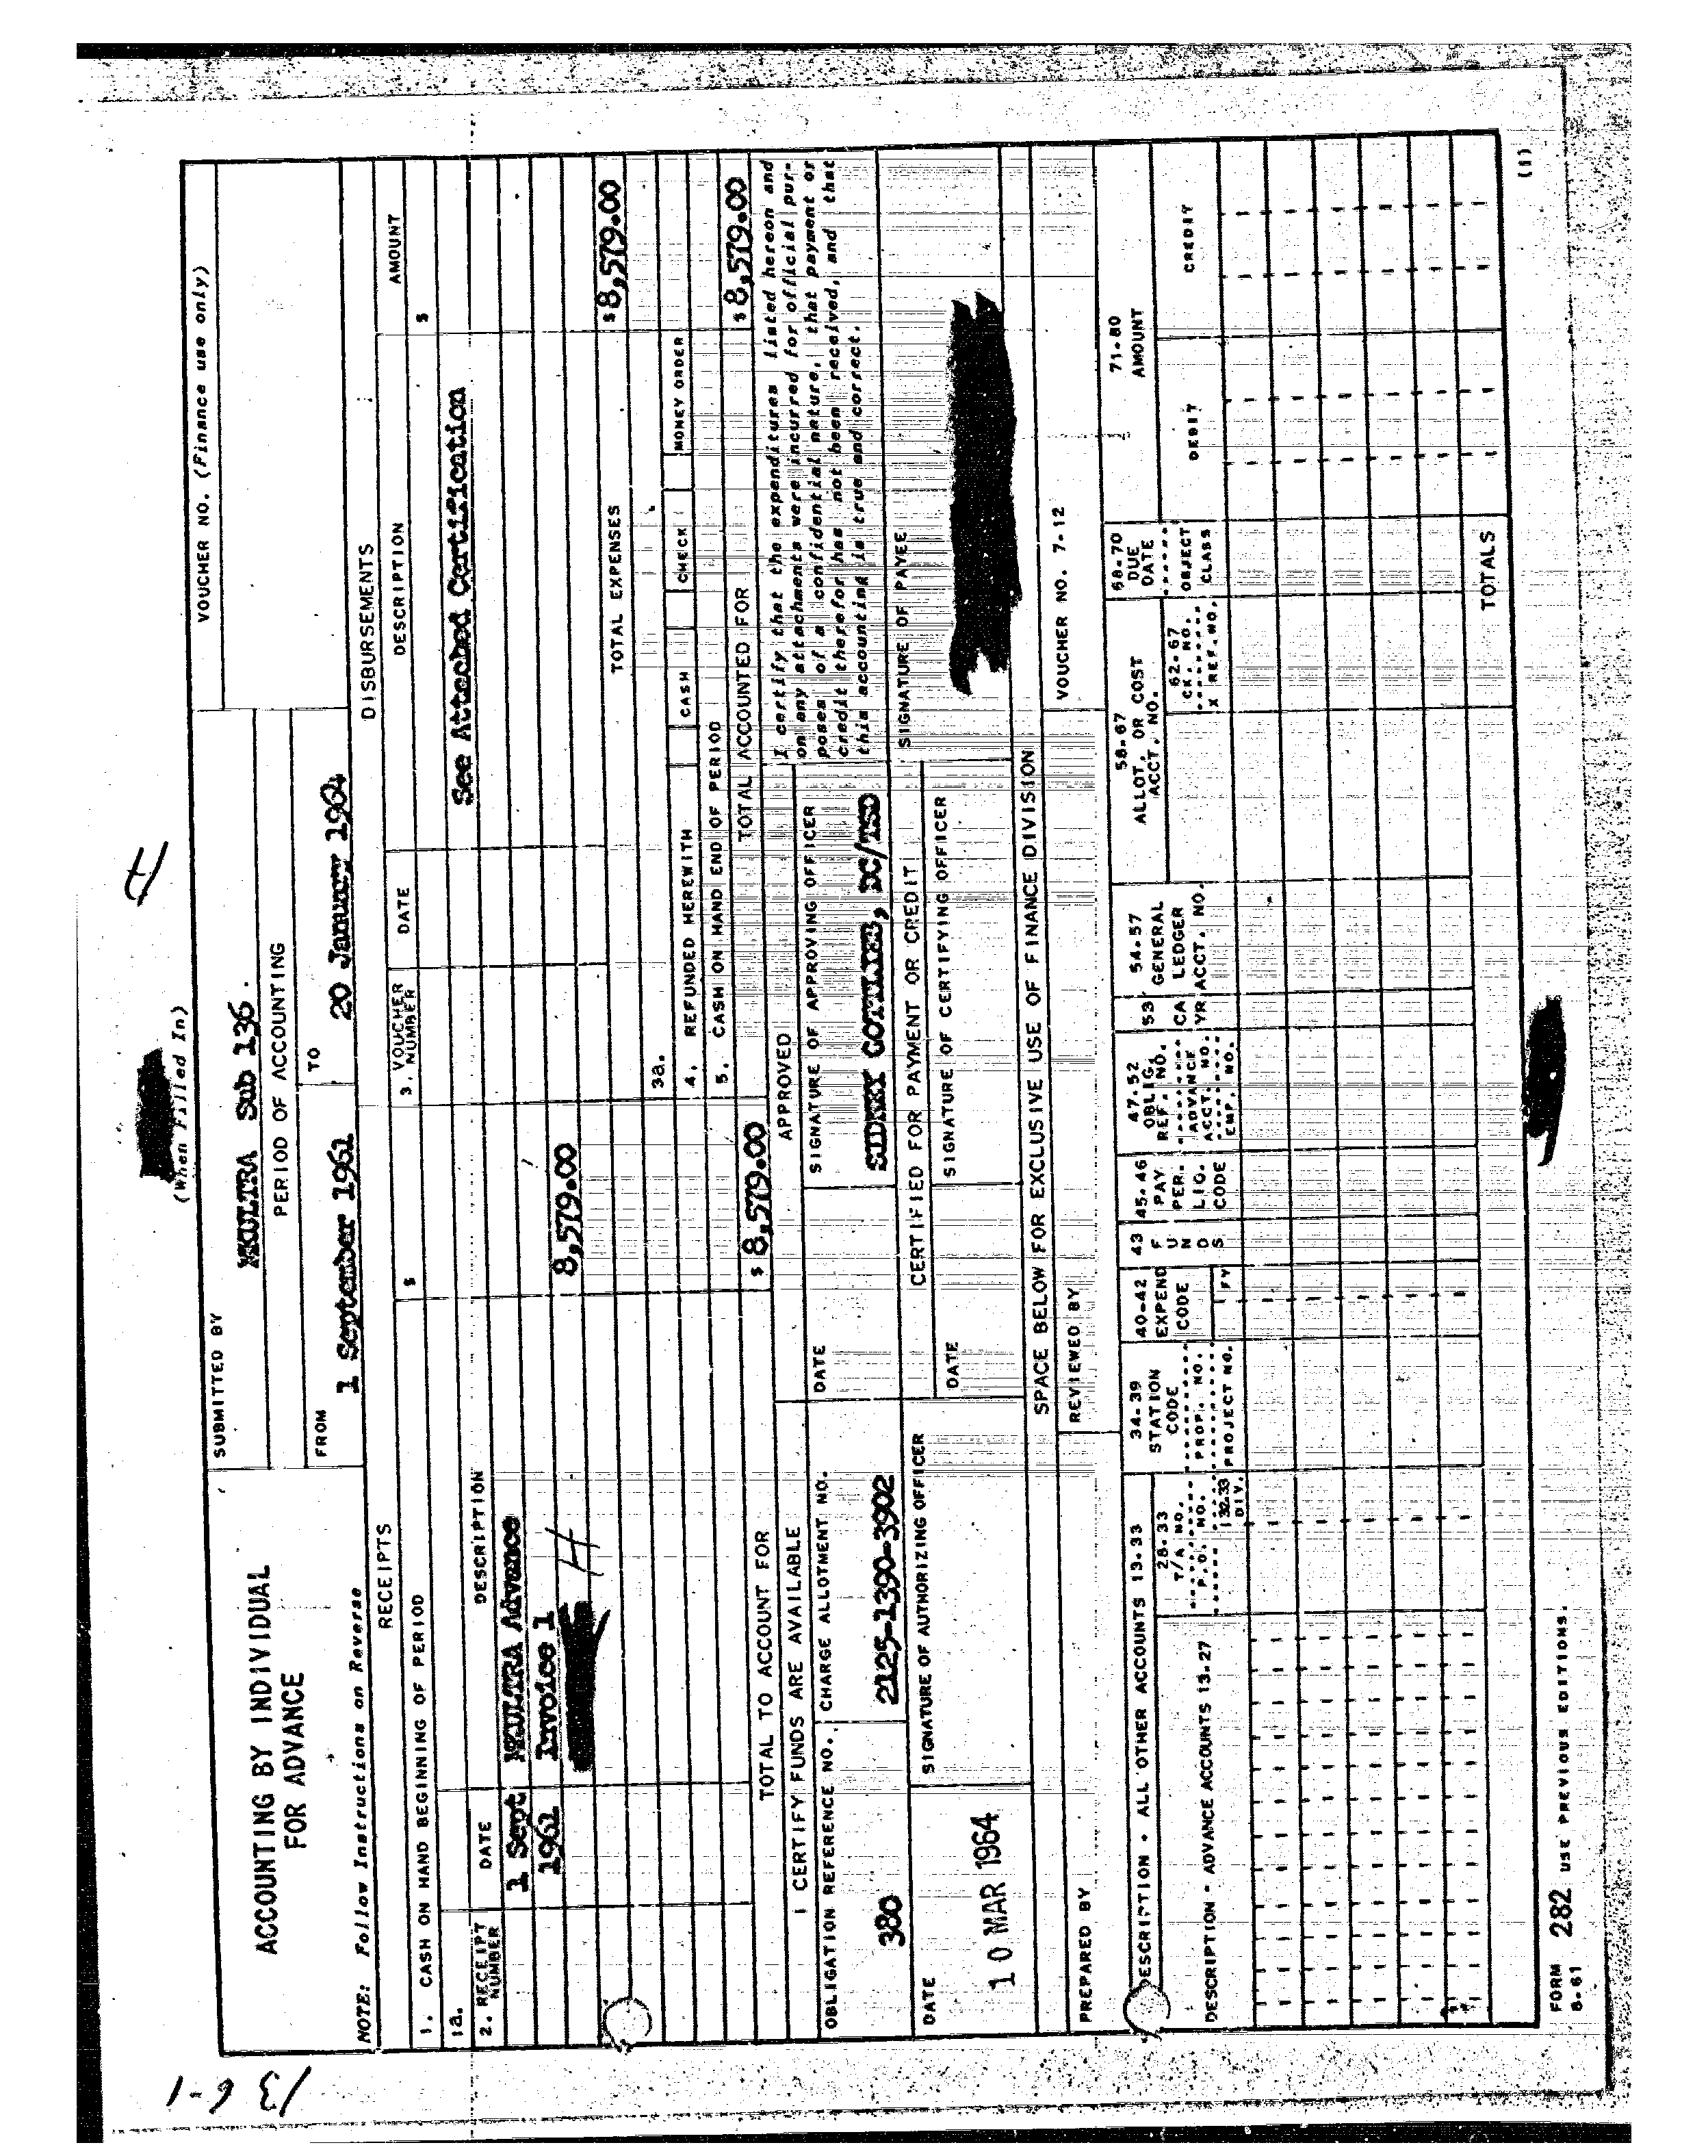 136-1
A
(When Filled In)
ACCOUNTING BY INDIVIDUAL
FOR ADVANCE
SUBMITTED BY
MKULTRA Sub 136.
PERIOD OF ACCOUNTING
FROM
1 September 1961
TO
20 January 1964
VOUCHER NO. (Finance use only)
NOTE: Follow Instructions on Reverse
RECEIPTS
DISBURSEMENTS
1. CASH ON HAND BEGINNING OF PERIOD
$
1a.
2. RECEIPT NUMBER
DATE
DESCRIPTION
1 Sept 1961
MKULTRA Advance
Invoice 1
H
8,579.00
3. VOUCHER NUMBER
DATE
DESCRIPTION
AMOUNT
$
See Attached Certification
TOTAL EXPENSES
$ 8,579.00
3a.
4. REFUNDED HEREWITH
CASH
CHECK
MONEY ORDER
5. CASH ON HAND END OF PERIOD
TOTAL TO ACCOUNT FOR
$ 8,579.00
TOTAL ACCOUNTED FOR
$ 8,579.00
I CERTIFY FUNDS ARE AVAILABLE
OBLIGATION REFERENCE NO.
380
CHARGE ALLOTMENT NO.
2125-1390-3902
DATE
10 MAR 1964
SIGNATURE OF AUTHORIZING OFFICER
APPROVED
DATE
SIGNATURE OF APPROVING OFFICER
SIDNEY GOTTLIEB, DC/TSD
CERTIFIED FOR PAYMENT OR CREDIT
DATE
SIGNATURE OF CERTIFYING OFFICER
I certify that the expenditures listed hereon and
on any attachments were incurred for official pur-
poses of a confidential nature, that payment or
credit therefor has not been received, and that
this accounting is true and correct.
SIGNATURE OF PAYEE
SPACE BELOW FOR EXCLUSIVE USE OF FINANCE DIVISION
PREPARED BY
REVIEWED BY
VOUCHER NO. 7-12
DESCRIPTION - ALL OTHER ACCOUNTS 13-33
DESCRIPTION - ADVANCE ACCOUNTS 13-27
28-33
T/A NO.
P.O. NO.
32-33
DIV.
34-39
STATION
CODE
PROP. NO.
PROJECT NO.
40-42
EXPEND
CODE
FY
43
FUNDS
45-46
PAY
PER.
LIQ.
CODE
47-52
OBLIG.
REF. NO.
ADVANCE
ACCT. NO.
EMP. NO.
53
CA
YR
54-57
GENERAL
LEDGER
ACCT. NO.
58-67
ALLOT. OR COST
ACCT. NO.
62-67
CK. NO.
X REF. NO.
68-70
DUE
DATE
OBJECT
CLASS
71-80
AMOUNT
DEBIT
CREDIT
TOTALS
FORM
8-61 282 USE PREVIOUS EDITIONS.
(1)